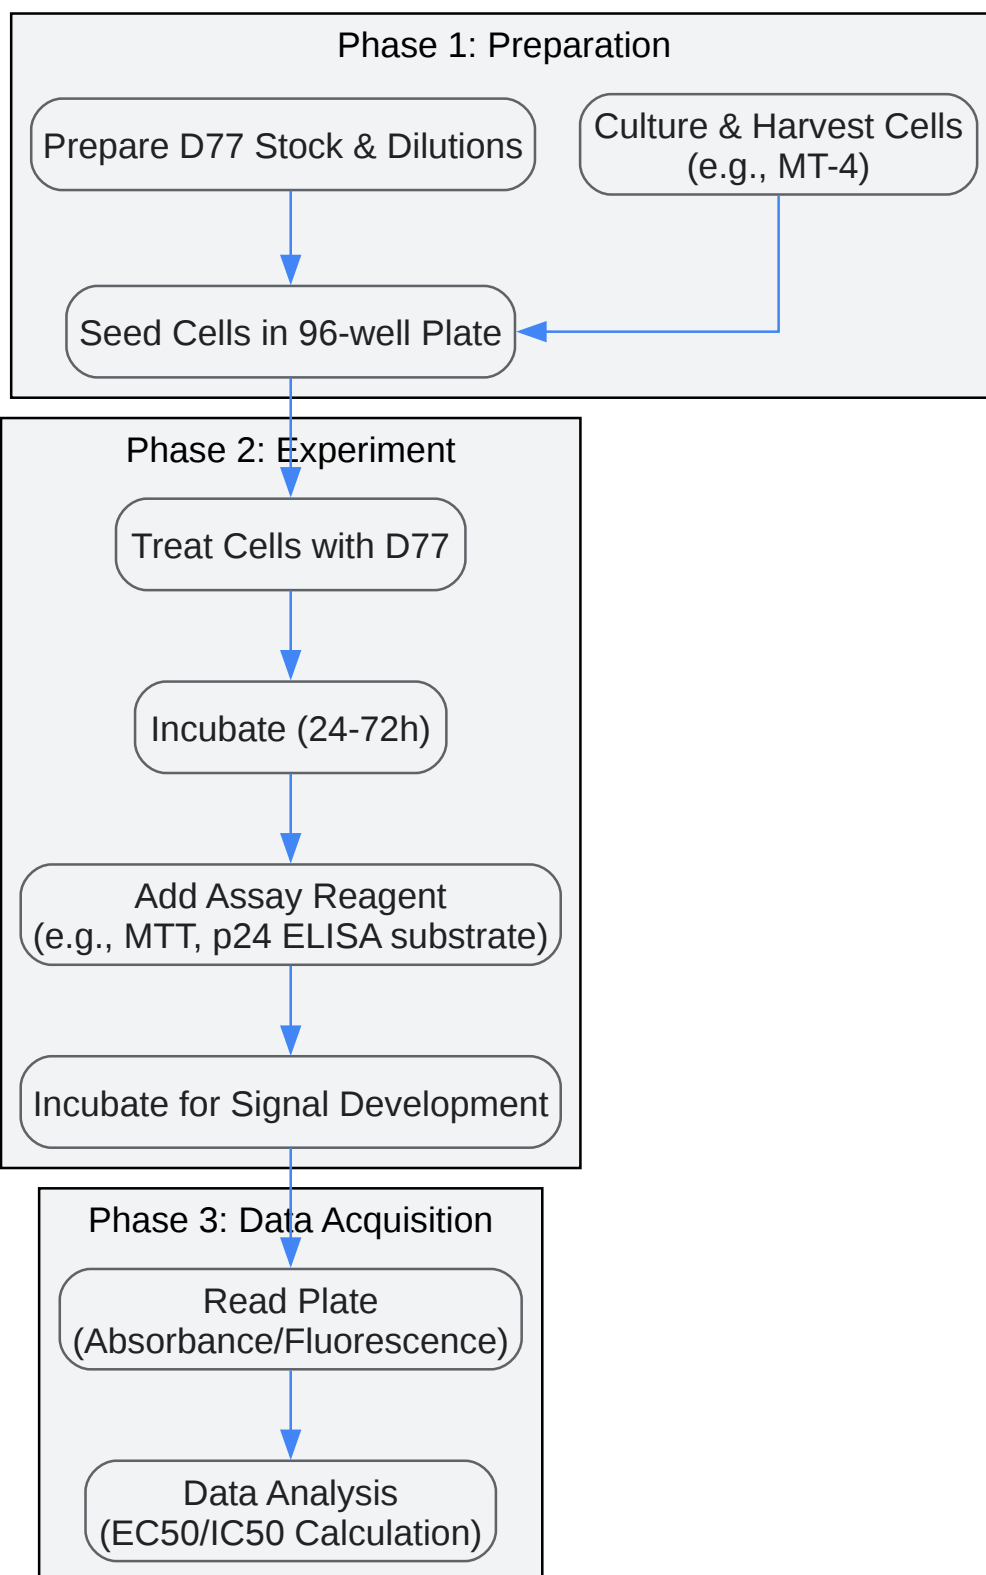 Phase 1: Preparation
Prepare D77 Stock & Dilutions
Culture & Harvest Cells
(e.g., MT-4)
Seed Cells in 96-well Plate
Phase 2: Experiment
Treat Cells with D77
Incubate (24-72h)
Add Assay Reagent
(e.g., MTT, p24 ELISA substrate)
Incubate for Signal Development
Phase 3: Data Acquisition
Read Plate
(Absorbance/Fluorescence)
Data Analysis
(EC50/IC50 Calculation)